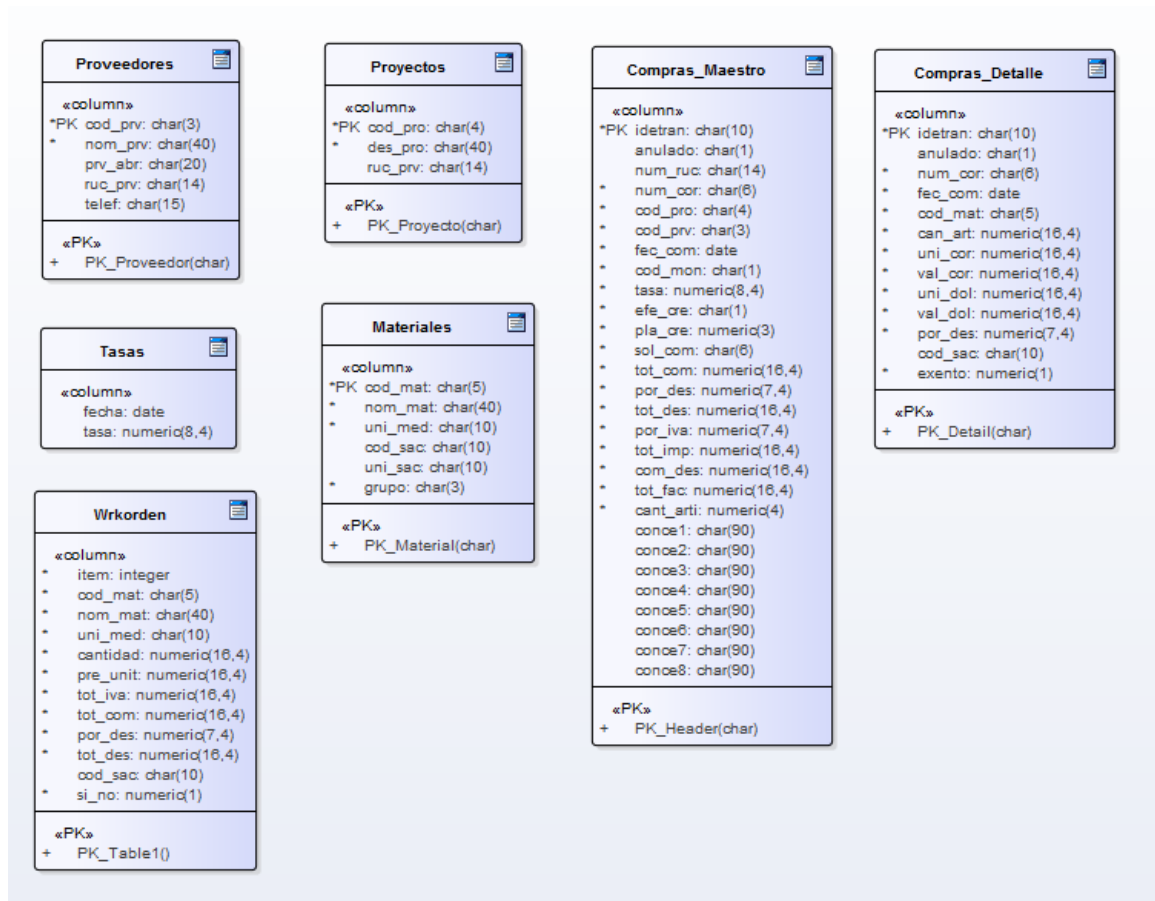 Proveedores
«column»
*PK cod_prv: char(3)
* nom_prv: char(40)
prv_abr: char(20)
ruc_prv: char(14)
telef: char(15)
«PK»
+ PK_Proveedor(char)
Proyectos
«column»
*PK cod_pro: char(4)
* des_pro: char(40)
ruc_prv: char(14)
«PK»
+ PK_Proyecto(char)
Compras_Maestro
«column»
*PK idetran: char(10)
anulado: char(1)
num_ruc: char(14)
* num_cor: char(6)
* cod_pro: char(4)
* cod_prv: char(3)
* fec_com: date
* cod_mon: char(1)
* tasa: numeric(8,4)
* efe_cre: char(1)
* pla_cre: numeric(3)
* sol_com: char(6)
* tot_com: numeric(16,4)
* por_des: numeric(7,4)
* tot_des: numeric(16,4)
* por_iva: numeric(7,4)
* tot_imp: numeric(16,4)
* com_des: numeric(16,4)
* tot_fac: numeric(16,4)
* cant_arti: numeric(4)
conce1: char(90)
conce2: char(90)
conce3: char(90)
conce4: char(90)
conce5: char(90)
conce6: char(90)
conce7: char(90)
conce8: char(90)
«PK»
+ PK_Header(char)
Compras_Detalle
«column»
*PK idetran: char(10)
anulado: char(1)
* num_cor: char(6)
* fec_com: date
* cod_mat: char(5)
* can_art: numeric(16,4)
* uni_cor: numeric(16,4)
* val_cor: numeric(16,4)
* uni_dol: numeric(16,4)
* val_dol: numeric(16,4)
* por_des: numeric(7,4)
cod_sac: char(10)
* exento: numeric(1)
«PK»
+ PK_Detail(char)
Tasas
«column»
fecha: date
tasa: numeric(8,4)
Materiales
«column»
*PK cod_mat: char(5)
* nom_mat: char(40)
* uni_med: char(10)
cod_sac: char(10)
uni_sac: char(10)
* grupo: char(3)
«PK»
+ PK_Material(char)
Wrkorden
«column»
* item: integer
* cod_mat: char(5)
* nom_mat: char(40)
* uni_med: char(10)
* cantidad: numeric(16,4)
* pre_unit: numeric(16,4)
* tot_iva: numeric(16,4)
* tot_com: numeric(16,4)
* por_des: numeric(7,4)
* tot_des: numeric(16,4)
cod_sac: char(10)
* si_no: numeric(1)
«PK»
+ PK_Table1()